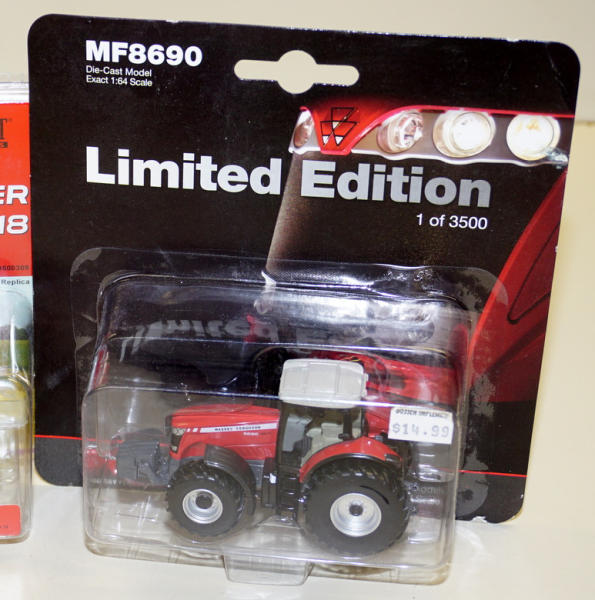 MF8690
Die-Cast Model
Exact 1:64 Scale
Limited Edition
1 of 3500
ER
18
Replica
MASSEY FERGUSON
$14.99